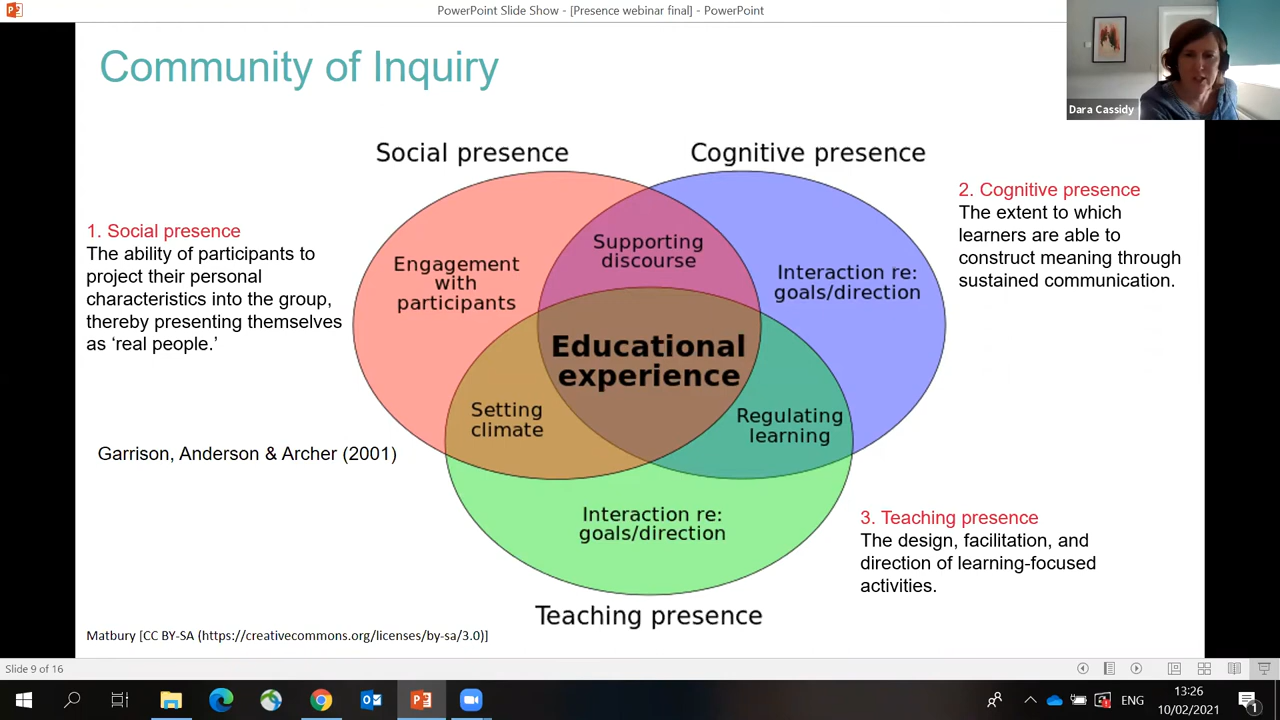 PowerPoint Slide Show - [Presence webinar final] - PowerPoint
Dara Cassidy
Community of Inquiry
Social presence
Cognitive presence
1. Social presence
The ability of participants to
project their personal
characteristics into the group,
thereby presenting themselves
as ‘real people.’
2. Cognitive presence
The extent to which
learners are able to
construct meaning through
sustained communication.
Engagement
with
participants
Supporting
discourse
Interaction re:
goals/direction
Educational
experience
Setting
climate
Regulating
learning
Garrison, Anderson & Archer (2001)
Interaction re:
goals/direction
3. Teaching presence
The design, facilitation, and
direction of learning-focused
activities.
Teaching presence
Matbury [CC BY-SA (https://creativecommons.org/licenses/by-sa/3.0)]
Slide 9 of 16
ENG
13:26
10/02/2021
1